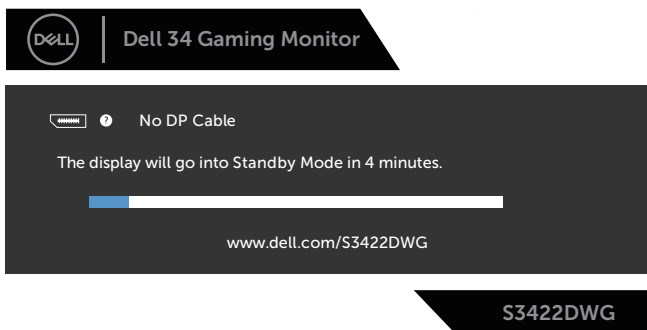 DELL
Dell 34 Gaming Monitor
? No DP Cable
The display will go into Standby Mode in 4 minutes.
www.dell.com/S3422DWG
S3422DWG